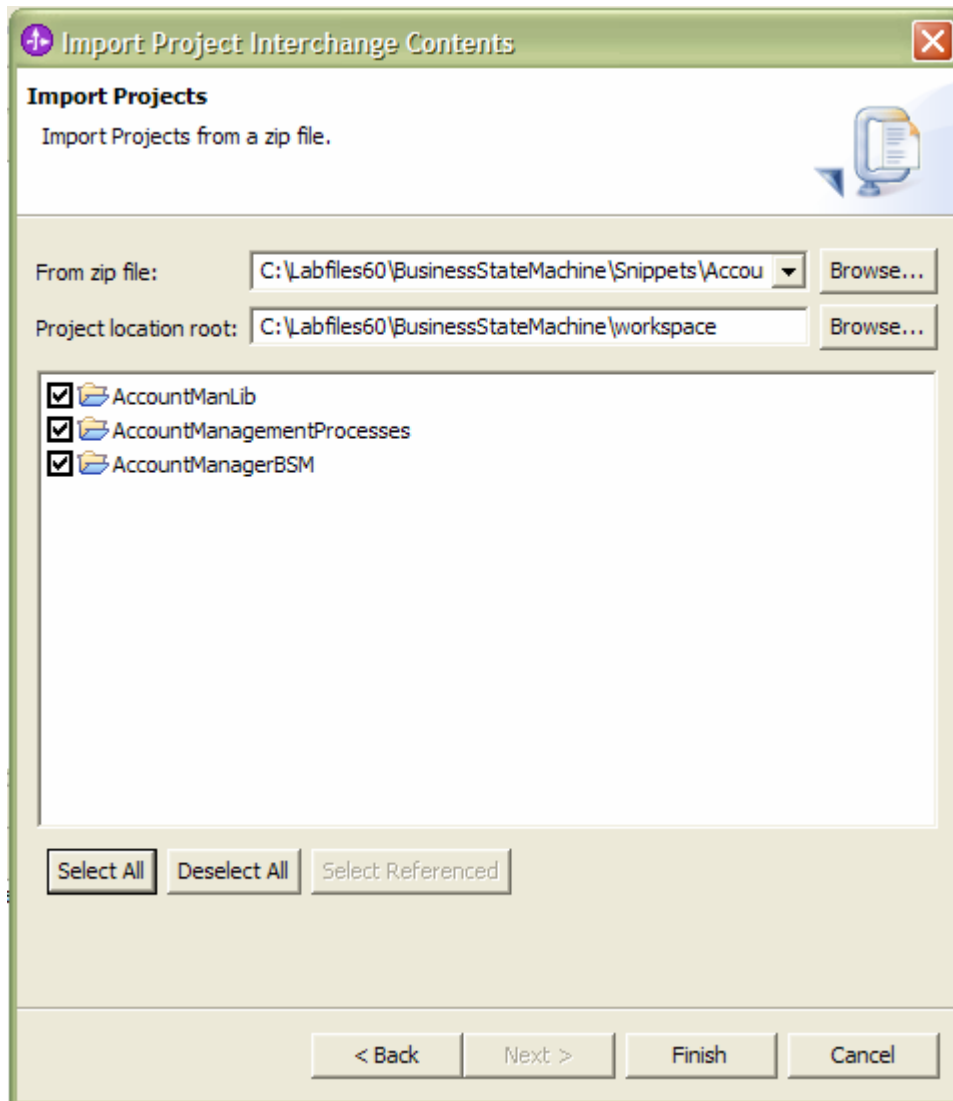 Import Project Interchange Contents
Import Projects
Import Projects from a zip file.
From zip file: C:\Labfiles60\BusinessStateMachine\Snippets\Accou Browse...
Project location root: C:\Labfiles60\BusinessStateMachine\workspace Browse...
AccountManLib
AccountManagementProcesses
AccountManagerBSM
Select All Deselect All Select Referenced
< Back Next > Finish Cancel